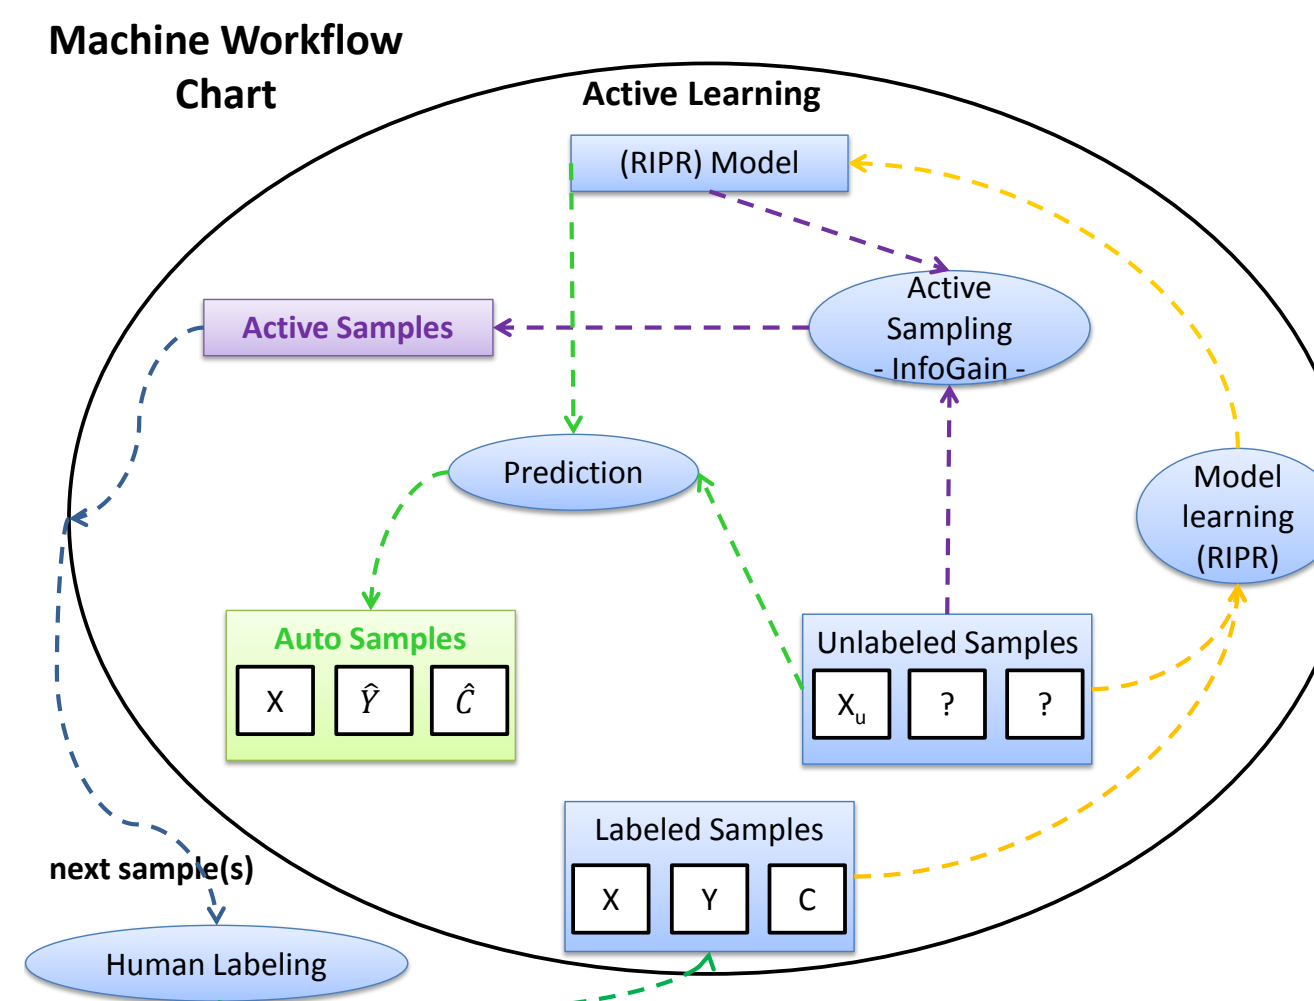 Machine Workflow
Chart
Active Learning
(RIPR) Model
Active
Sampling
- InfoGain -
Active Samples
Prediction
Model
learning
(RIPR)
Auto Samples
X Ŷ Ĉ
Unlabeled Samples
Xᵤ ? ?
Labeled Samples
X Y C
next sample(s)
Human Labeling